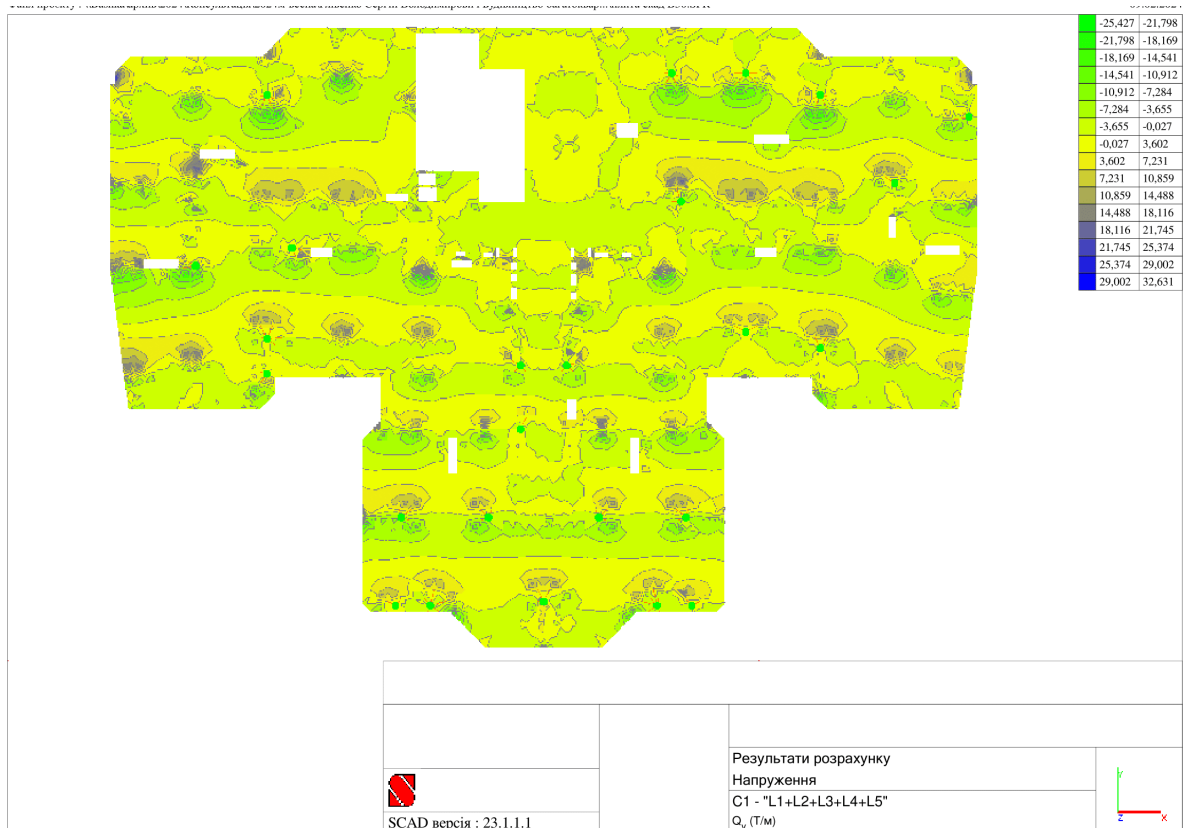 -25,427 -21,798
-21,798 -18,169
-18,169 -14,541
-14,541 -10,912
-10,912 -7,284
-7,284 -3,655
-3,655 -0,027
-0,027 3,602
3,602 7,231
7,231 10,859
10,859 14,488
14,488 18,116
18,116 21,745
21,745 25,374
25,374 29,002
29,002 32,631
Результати розрахунку
Напруження
C1 - "L1+L2+L3+L4+L5"
SCAD версія : 23.1.1.1
(Т/м)
Y
Z
X